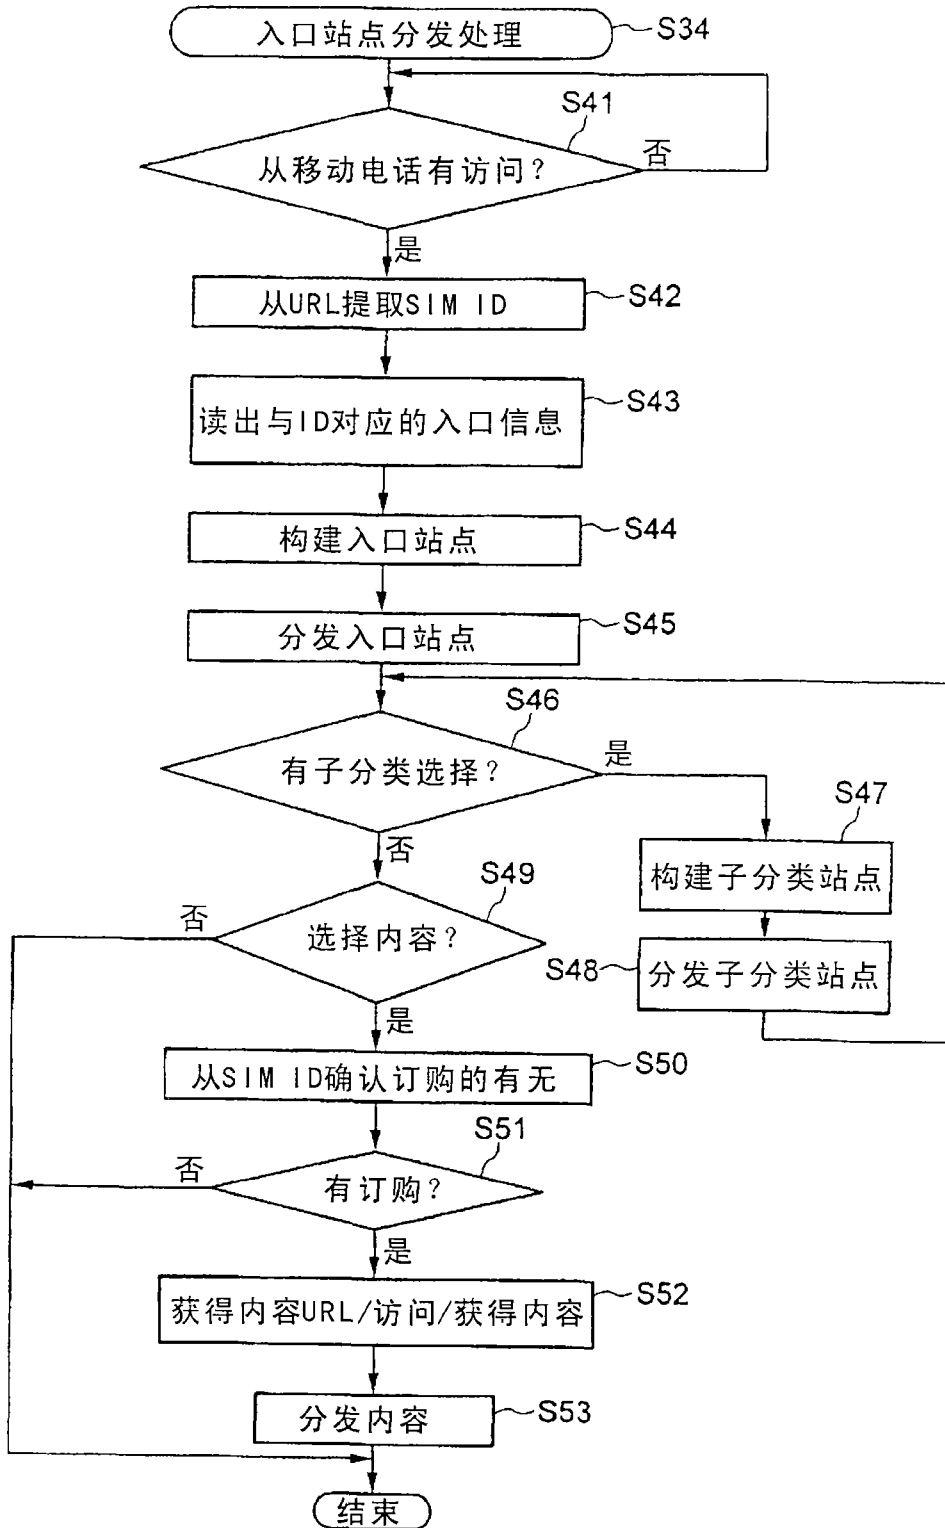 入口站点分发处理
S34
S41
从移动电话有访问?
否
是
从URL提取SIM ID
S42
读出与ID对应的入口信息
S43
构建入口站点
S44
分发入口站点
S45
S46
有子分类选择?
是
否
S47
构建子分类站点
S48
分发子分类站点
S49
选择内容?
否
是
从SIM ID确认订购的有无
S50
S51
有订购?
否
是
获得内容URL/访问/获得内容
S52
分发内容
S53
结束